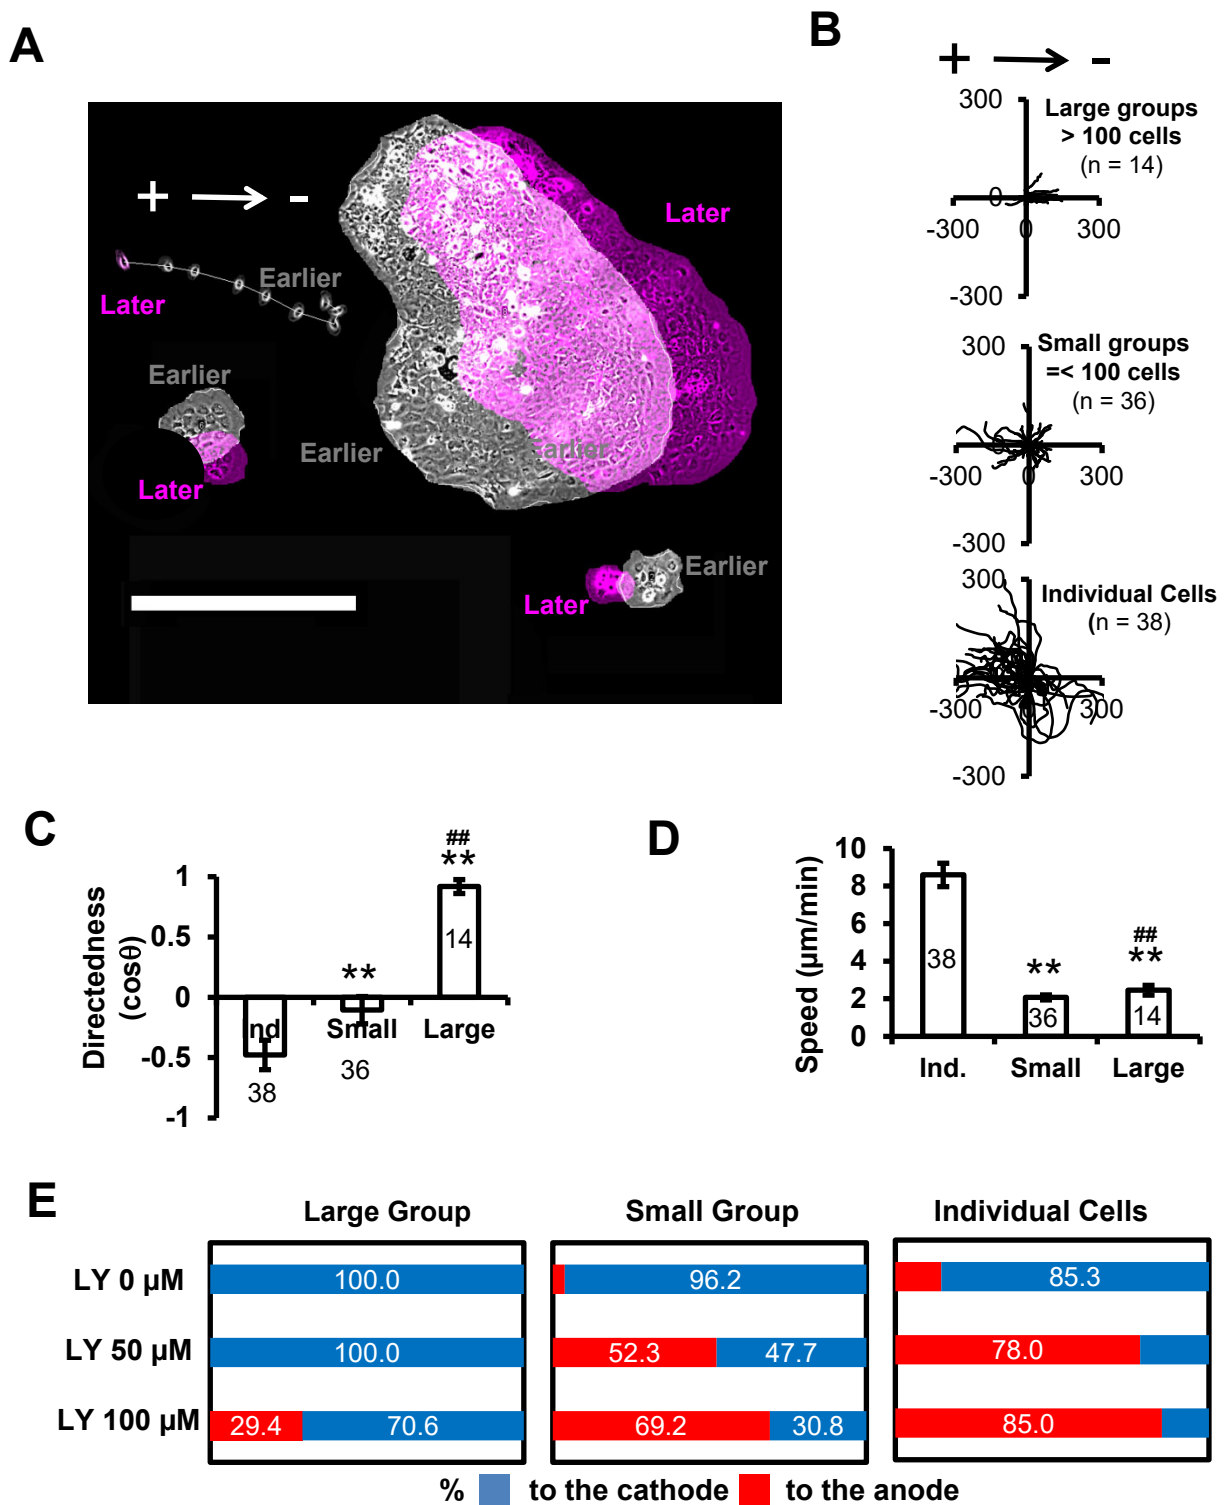 A
+ -
Later
Earlier
Later
Earlier
Later
Earlier
Earlier
Earlier
Later
B
+ -
300
Large groups
> 100 cells
(n = 14)
0
-300 0 300
-300
300
Small groups
=< 100 cells
(n = 36)
-300 0 300
-300
300
Individual Cells
(n = 38)
-300 300
-300
C
Directedness
(cosθ)
1
0.5
0
-0.5
-1
##
**
**
14
Ind. Small Large
38
36
D
Speed (µm/min)
10
8
6
4
2
0
##
**
**
38
36
14
Ind. Small Large
E
Large Group Small Group Individual Cells
LY 0 µM 100.0 96.2 85.3
LY 50 µM 100.0 52.3 47.7 78.0
LY 100 µM 29.4 70.6 69.2 30.8 85.0
% to the cathode to the anode